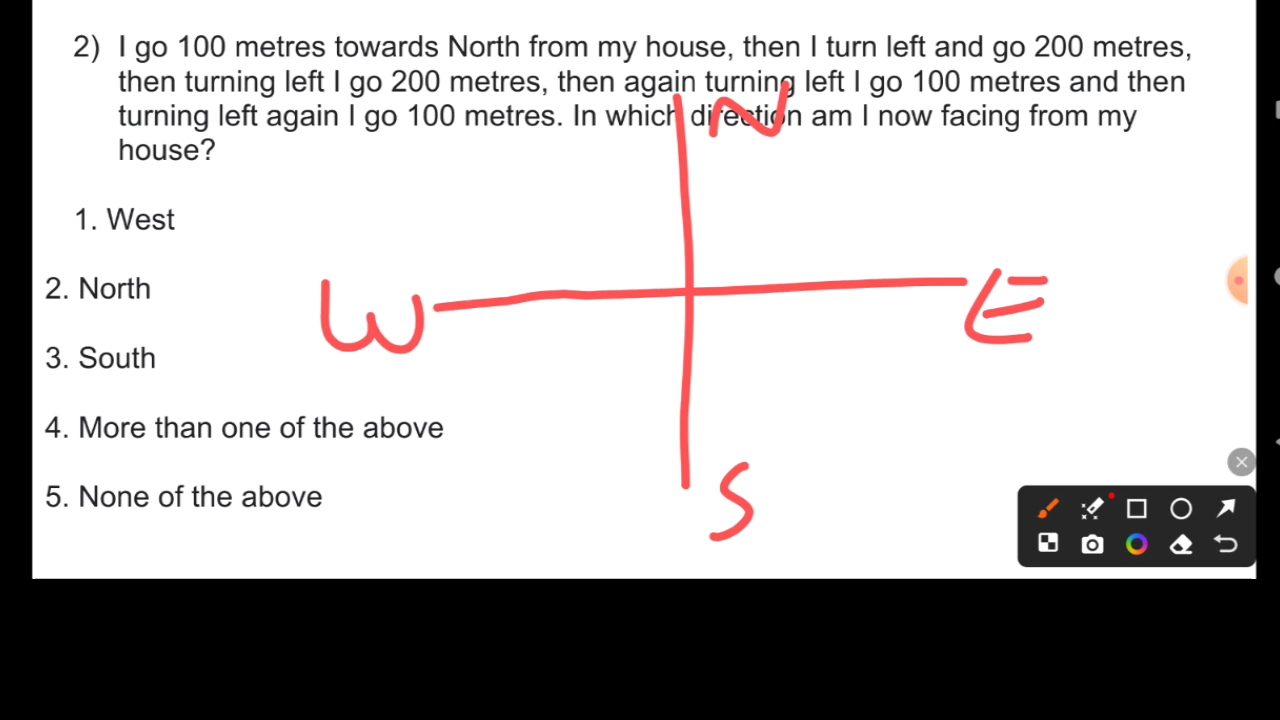 2) I go 100 metres towards North from my house, then I turn left and go 200 metres,
then turning left I go 200 metres, then again turning left I go 100 metres and then
turning left again I go 100 metres. In which direction am I now facing from my
house?
N
1. West
2. North
W
E
3. South
4. More than one of the above
S
5. None of the above